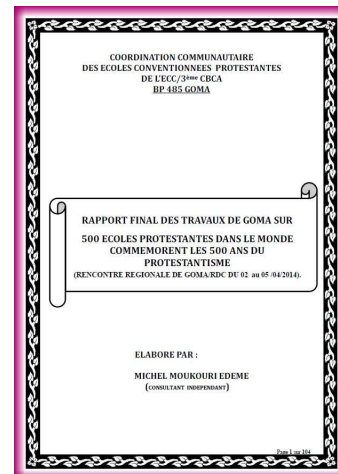 COORDINATION COMMUNAUTAIRE
DES ECOLES CONVENTIONNEES PROTESTANTES
DE L'ECC/3ème CBCA
BP 485 GOMA
RAPPORT FINAL DES TRAVAUX DE GOMA SUR
500 ECOLES PROTESTANTES DANS LE MONDE
COMMEMORENT LES 500 ANS DU
PROTESTANTISME
(RENCONTRE REGIONALE DE GOMA/RDC DU 02 au 05 /04/2014).
ELABORE PAR :
MICHEL MOUKOURI EDEME
(CONSULTANT INDEPENDANT)
Page 1 sur 104